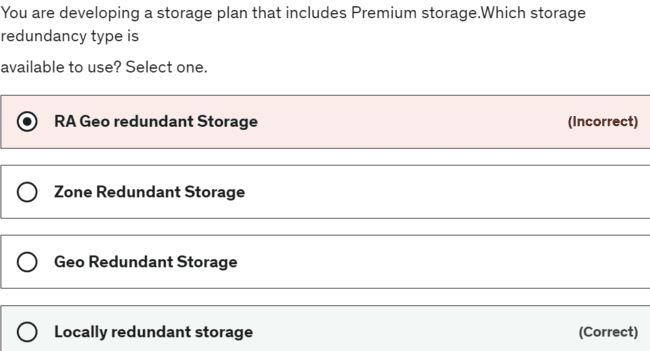 You are developing a storage plan that includes Premium storage.Which storage
redundancy type is
available to use? Select one.
RA Geo redundant Storage (Incorrect)
Zone Redundant Storage
Geo Redundant Storage
Locally redundant storage (Correct)